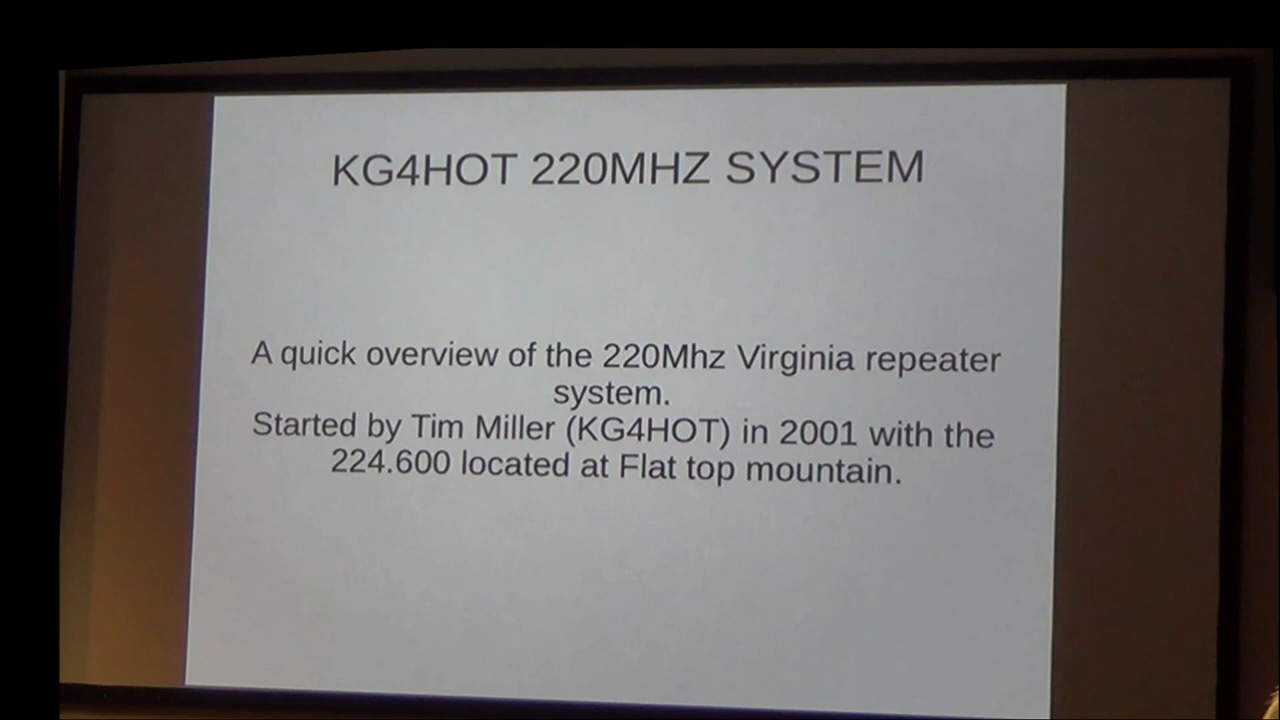 KG4HOT 220MHZ SYSTEM
A quick overview of the 220Mhz Virginia repeater
system.
Started by Tim Miller (KG4HOT) in 2001 with the
224.600 located at Flat top mountain.